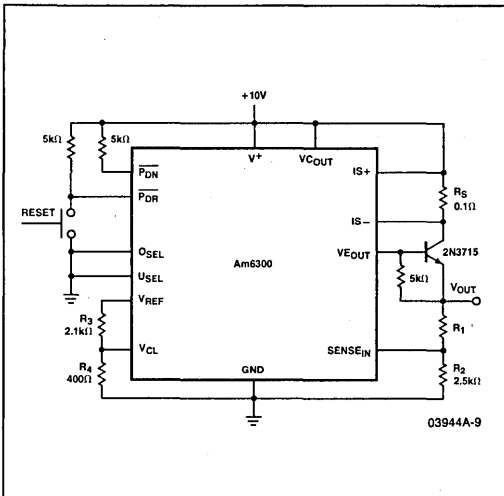 +10V
5kΩ
5kΩ
V+
VCOUT
IS+
PDN
RS
0.1Ω
PDR
IS−
RESET
2N3715
OSEL
VEOUT
Am6300
USEL
5kΩ
VOUT
VREF
R3
2.1kΩ
R1
VCL
SENSEIN
R4
400Ω
GND
R2
2.5kΩ
03944A-9